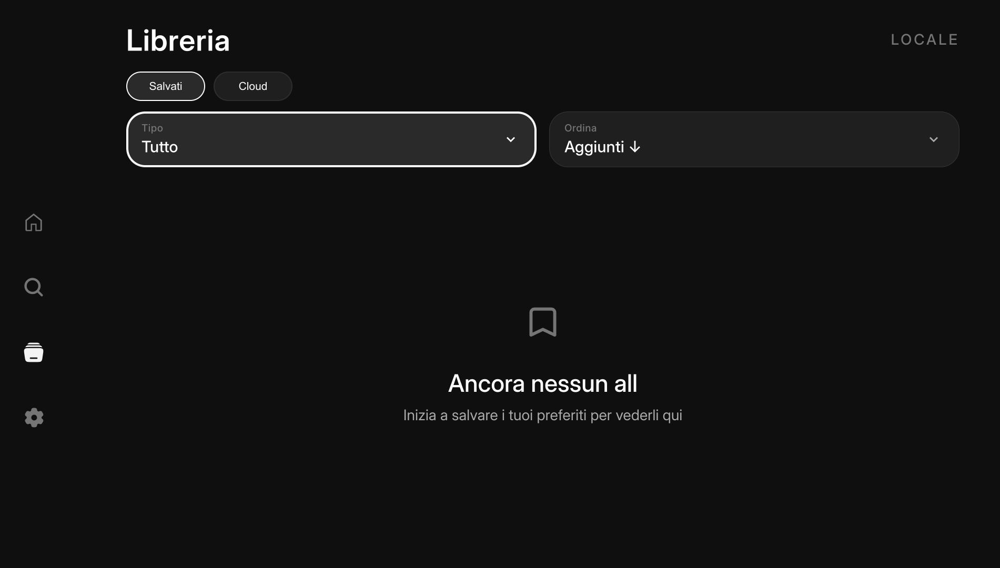 Libreria
LOCALE
Salvati
Cloud
Tipo
Tutto
Ordina
Aggiunti ↓
Ancora nessun all
Inizia a salvare i tuoi preferiti per vederli qui